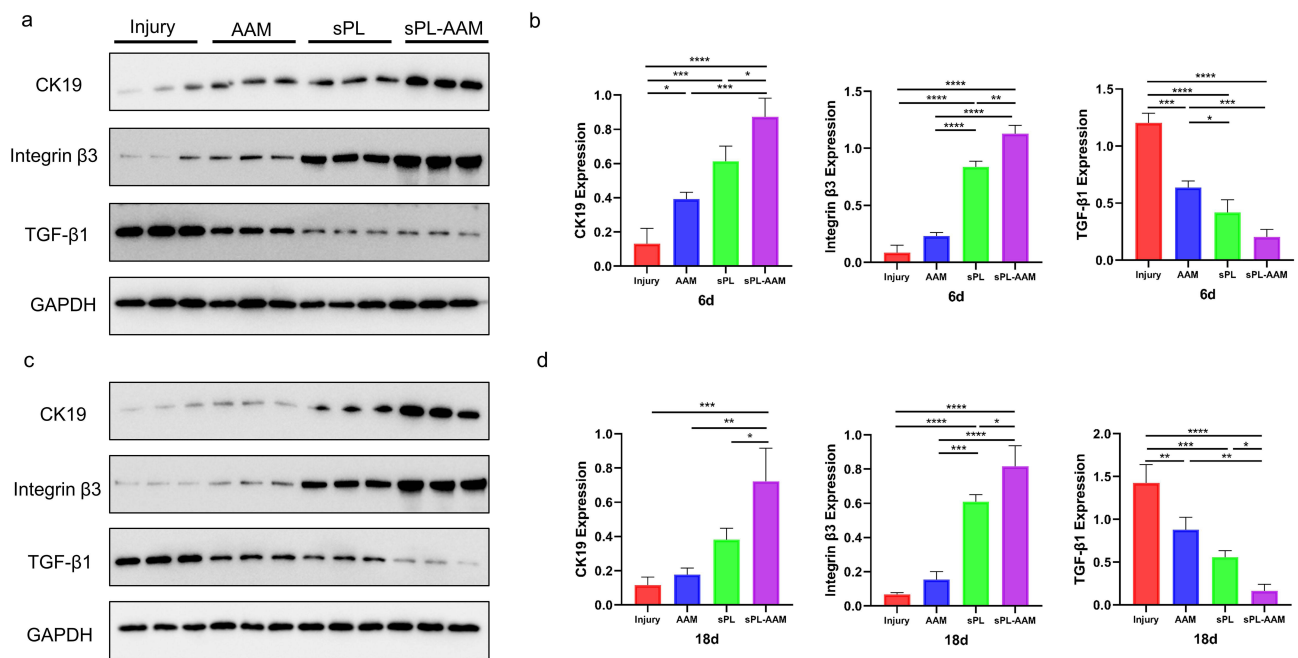 a
Injury AAM sPL sPL-AAM
CK19
Integrin β3
TGF-β1
GAPDH
b
****
*** *
* ***
CK19 Expression
1.0
0.8
0.6
0.4
0.2
0.0
Injury AAM sPL sPL-AAM
6d
****
**** **
****
****
Integrin β3 Expression
1.5
1.0
0.5
0.0
Injury AAM sPL sPL-AAM
6d
****
****
*** ***
*
TGF-β1 Expression
1.5
1.0
0.5
0.0
Injury AAM sPL sPL-AAM
6d
c
CK19
Integrin β3
TGF-β1
GAPDH
d
***
**
*
CK19 Expression
1.0
0.8
0.6
0.4
0.2
0.0
Injury AAM sPL sPL-AAM
18d
****
**** *
****
***
Integrin β3 Expression
1.0
0.8
0.6
0.4
0.2
0.0
Injury AAM sPL sPL-AAM
18d
****
*** *
** **
TGF-β1 Expression
2.0
1.5
1.0
0.5
0.0
Injury AAM sPL sPL-AAM
18d